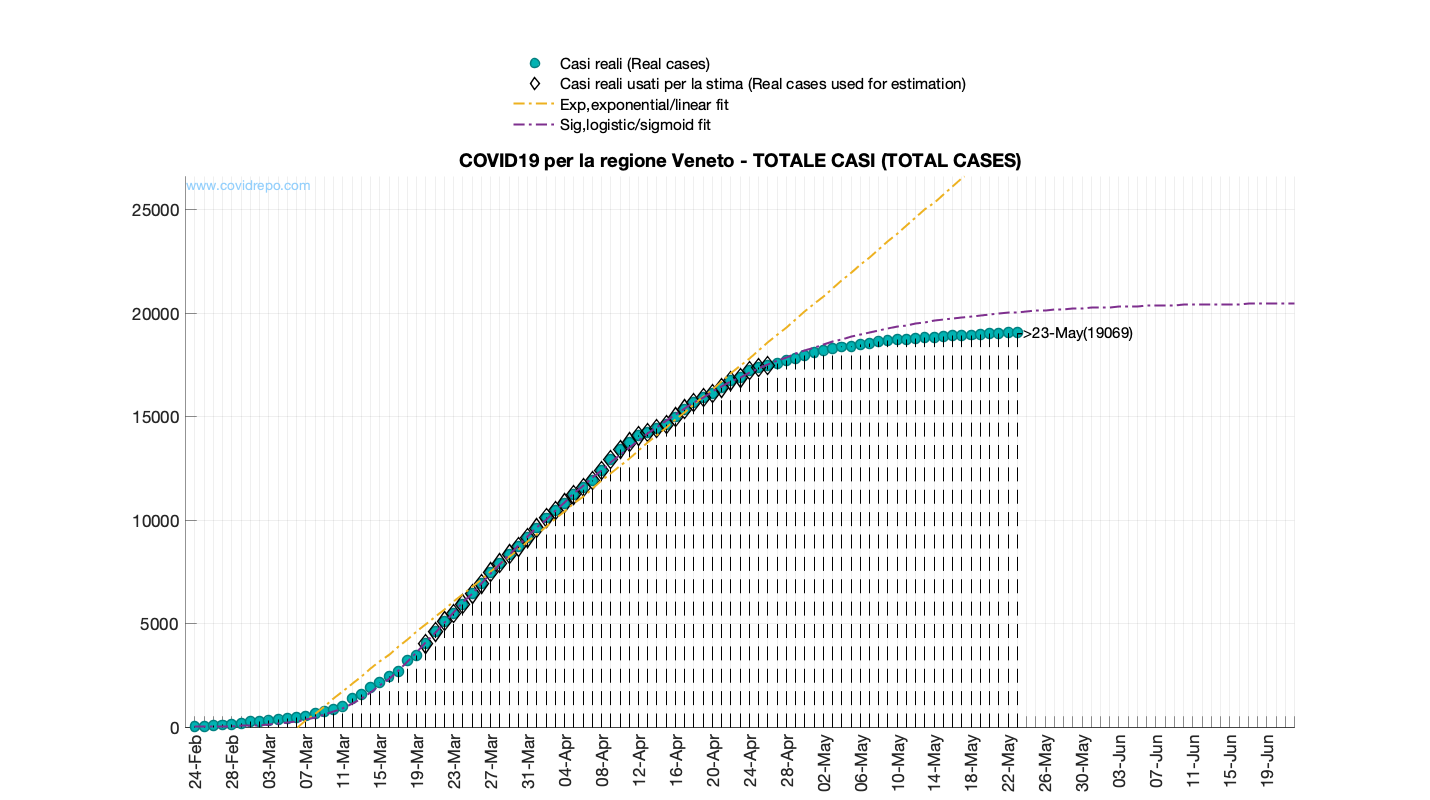 Casi reali (Real cases)
Casi reali usati per la stima (Real cases used for estimation)
Exp,exponential/linear fit
Sig,logistic/sigmoid fit
COVID19 per la regione Veneto - TOTALE CASI (TOTAL CASES)
www.covidrepo.com
25000
20000
15000
10000
5000
0
>23-May(19069)
24-Feb
28-Feb
03-Mar
07-Mar
11-Mar
15-Mar
19-Mar
23-Mar
27-Mar
31-Mar
04-Apr
08-Apr
12-Apr
16-Apr
20-Apr
24-Apr
28-Apr
02-May
06-May
10-May
14-May
18-May
22-May
26-May
30-May
03-Jun
07-Jun
11-Jun
15-Jun
19-Jun